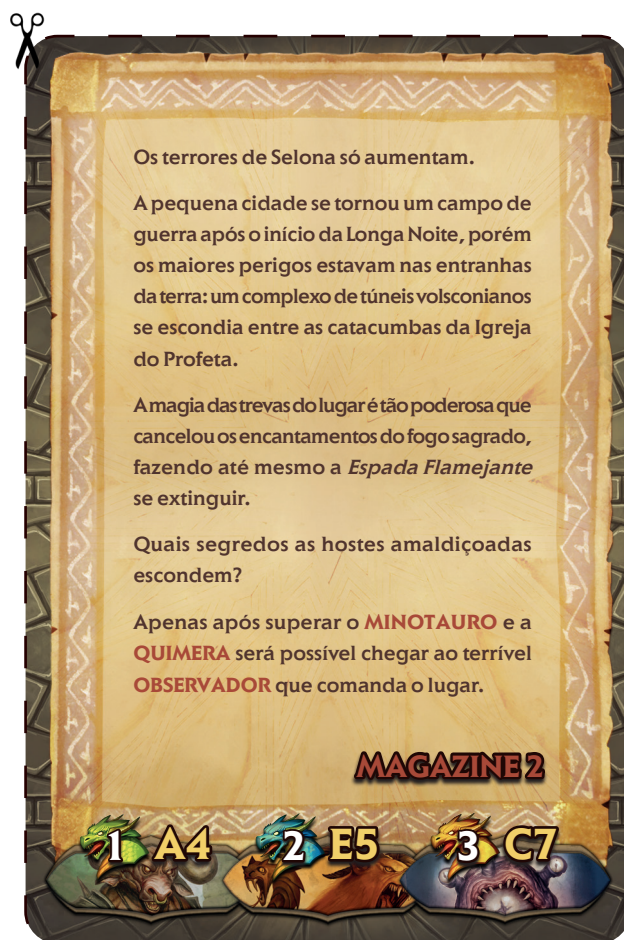 Os terrores de Selona só aumentam.
A pequena cidade se tornou um campo de
guerra após o início da Longa Noite, porém
os maiores perigos estavam nas entranhas
da terra: um complexo de túneis volsconianos
se escondia entre as catacumbas da Igreja
do Profeta.
A magia das trevas do lugar é tão poderosa que
cancelou os encantamentos do fogo sagrado,
fazendo até mesmo a Espada Flamejante
se extinguir.
Quais segredos as hostes amaldiçoadas
escondem?
Apenas após superar o MINOTAURO e a
QUIMERA será possível chegar ao terrível
OBSERVADOR que comanda o lugar.
MAGAZINE 2
1 A4 2 E5 3 C7